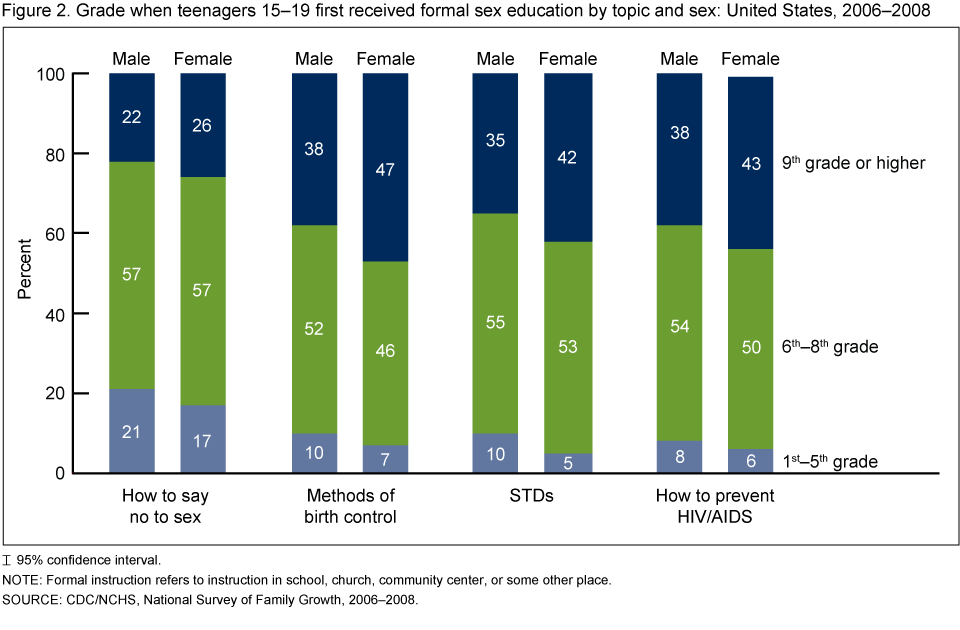 Figure 2. Grade when teenagers 15–19 first received formal sex education by topic and sex: United States, 2006–2008
Male Female Male Female Male Female Male Female
100
80
60
40
20
0
Percent
22 26 38 47 35 42 38 43
57 57 52 46 55 53 54 50
21 17 10 7 10 5 8 6
9th grade or higher
6th–8th grade
1st–5th grade
How to say
no to sex
Methods of
birth control
STDs
How to prevent
HIV/AIDS
⌶ 95% confidence interval.
NOTE: Formal instruction refers to instruction in school, church, community center, or some other place.
SOURCE: CDC/NCHS, National Survey of Family Growth, 2006–2008.